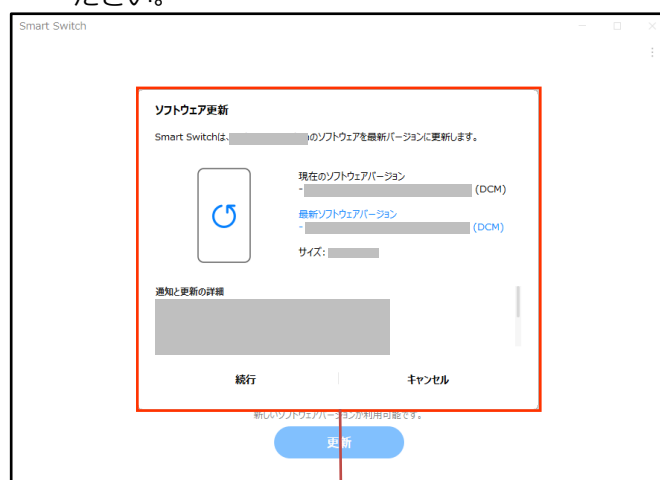 ださい。
Smart Switch
ソフトウェア更新
Smart Switchは、 のソフトウェアを最新バージョンに更新します。
現在のソフトウェアバージョン
- (DCM)
最新ソフトウェアバージョン
- (DCM)
サイズ:
通知と更新の詳細
続行 キャンセル
新しいソフトウェアバージョンが利用可能です。
更新